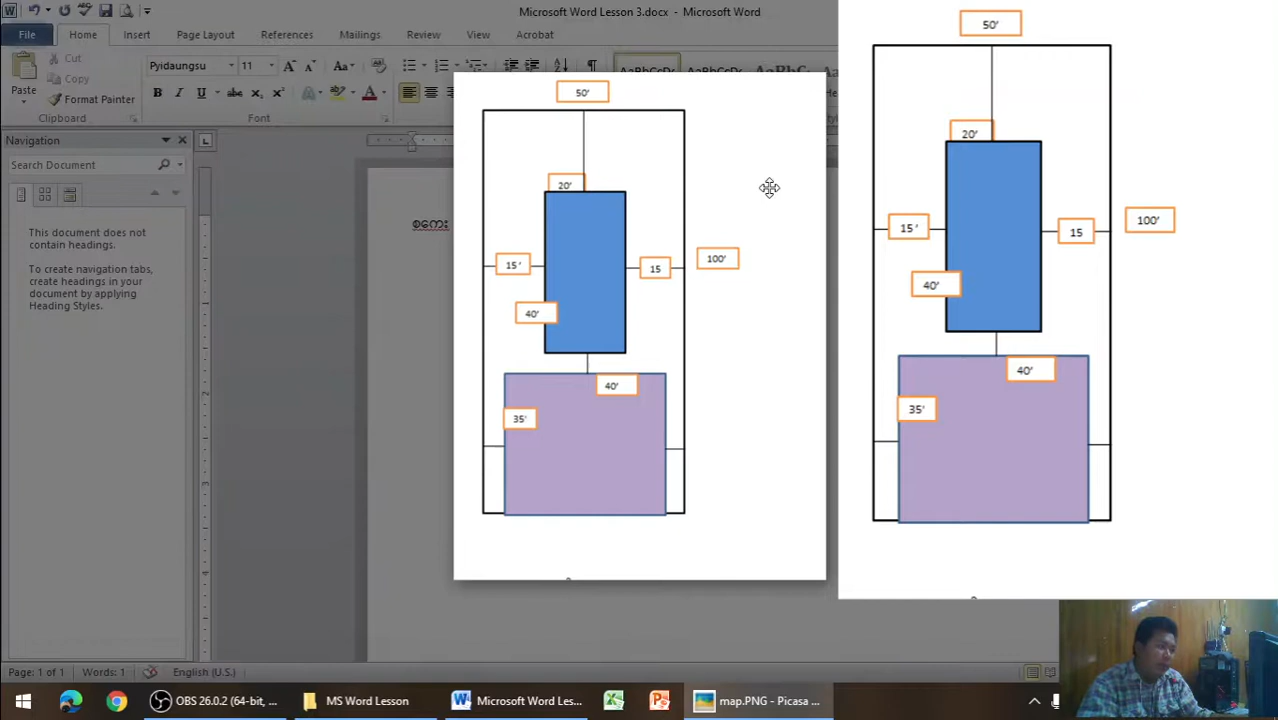 Microsoft Word Lesson 3.docx - Microsoft Word
File Home Insert Page Layout References Mailings Review View Acrobat
Paste
Cut
Copy
Format Painter
Clipboard
Pyidaungsu 11
Font
AaBbCcDc
Navigation
Search Document
This document does
not contain headings.
To create navigation tabs,
create headings in your
document by applying
Heading Styles.
စကေး
50'
20'
15'
15
100'
40'
40'
35'
50'
20'
15'
15
100'
40'
40'
35'
Page: 1 of 1 Words: 1 English (U.S.)
OBS 26.0.2 (64-bit, ... MS Word Lesson Microsoft Word Les... map.PNG - Picasa ...